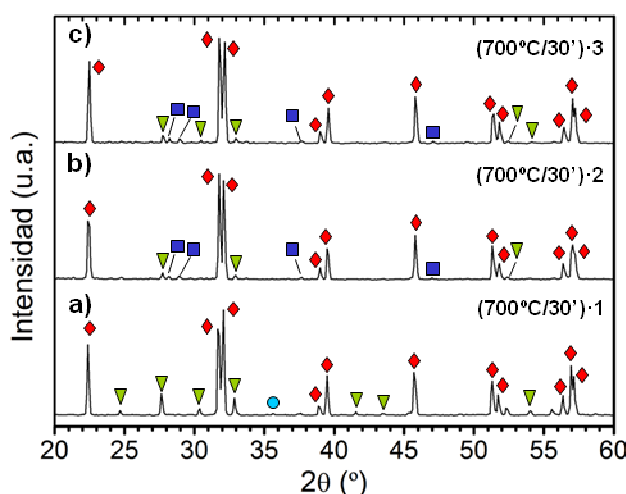 c)
(700ºC/30')·3
b)
(700ºC/30')·2
a)
(700ºC/30')·1
Intensidad (u.a.)
20 25 30 35 40 45 50 55 60
2θ (º)